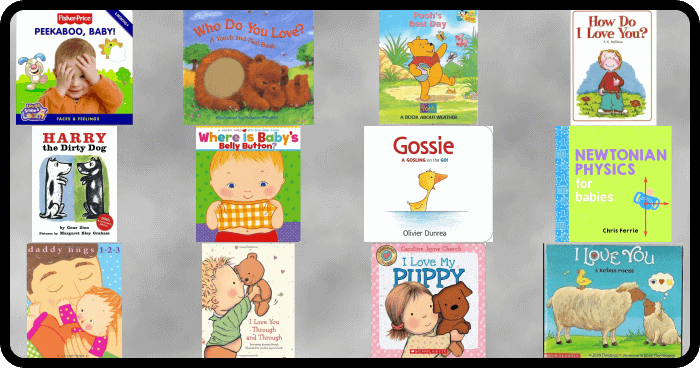 Fisher-Price
PEEKABOO, BABY!
FACES & FEELINGS
Who Do You Love?
A Touch and Feel Book
Pooh's
Best Day
A BOOK ABOUT WEATHER
How Do
I Love You?
HARRY
the Dirty Dog
by Gene Zion
Pictures by Margaret Bloy Graham
Where is Baby's
Belly Button?
Gossie
A GOSLING on the GO!
Olivier Dunrea
NEWTONIAN
PHYSICS
for
babies
Chris Ferrie
daddy hugs 1-2-3
I Love You
Through
and Through
Caroline Jayne Church
I Love My
PUPPY
SCHOLASTIC
I LOVE YOU
A Rebus Poem
SCHOLASTIC